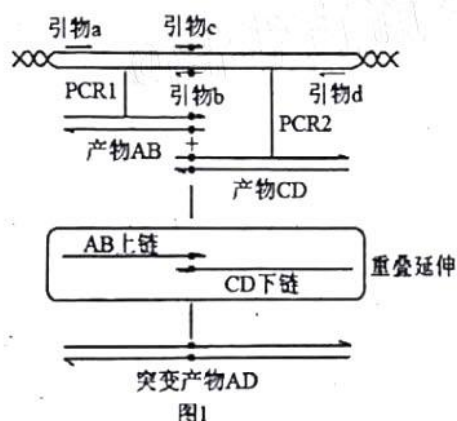 引物a 引物c
PCR1 引物b 引物d
产物AB PCR2
+
产物CD
AB上链
CD下链 重叠延伸
突变产物AD
图1